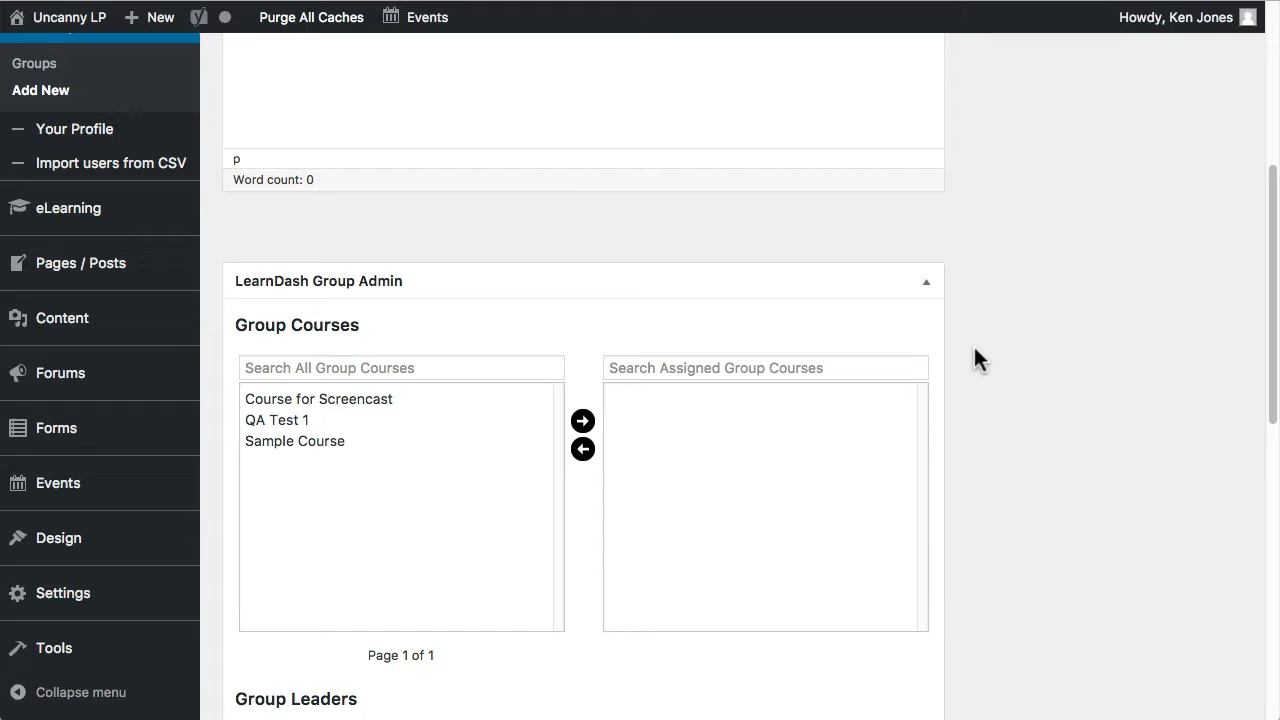 Uncanny LP
New
Purge All Caches
Events
Howdy, Ken Jones
Groups
Add New
Your Profile
Import users from CSV
eLearning
Pages / Posts
Content
Forums
Forms
Events
Design
Settings
Tools
Collapse menu
p
Word count: 0
LearnDash Group Admin
Group Courses
Search All Group Courses
Search Assigned Group Courses
Course for Screencast
QA Test 1
Sample Course
Page 1 of 1
Group Leaders